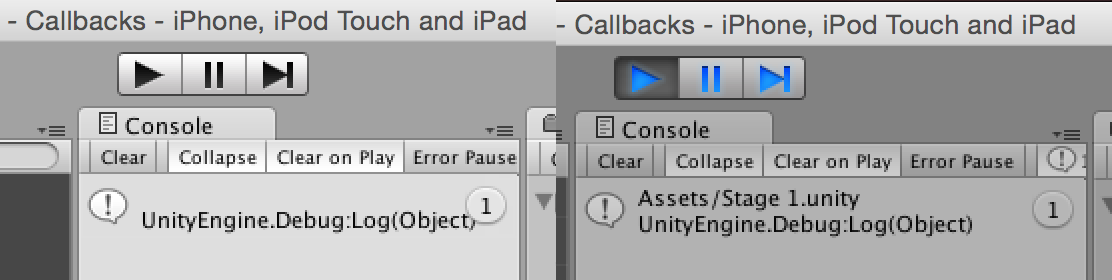 - Callbacks - iPhone, iPod Touch and iPad
Console
Clear Collapse Clear on Play Error Pause
UnityEngine.Debug:Log(Object)
1
- Callbacks - iPhone, iPod Touch and iPad
Console
Clear Collapse Clear on Play Error Pause
Assets/Stage 1.unity
UnityEngine.Debug:Log(Object)
1